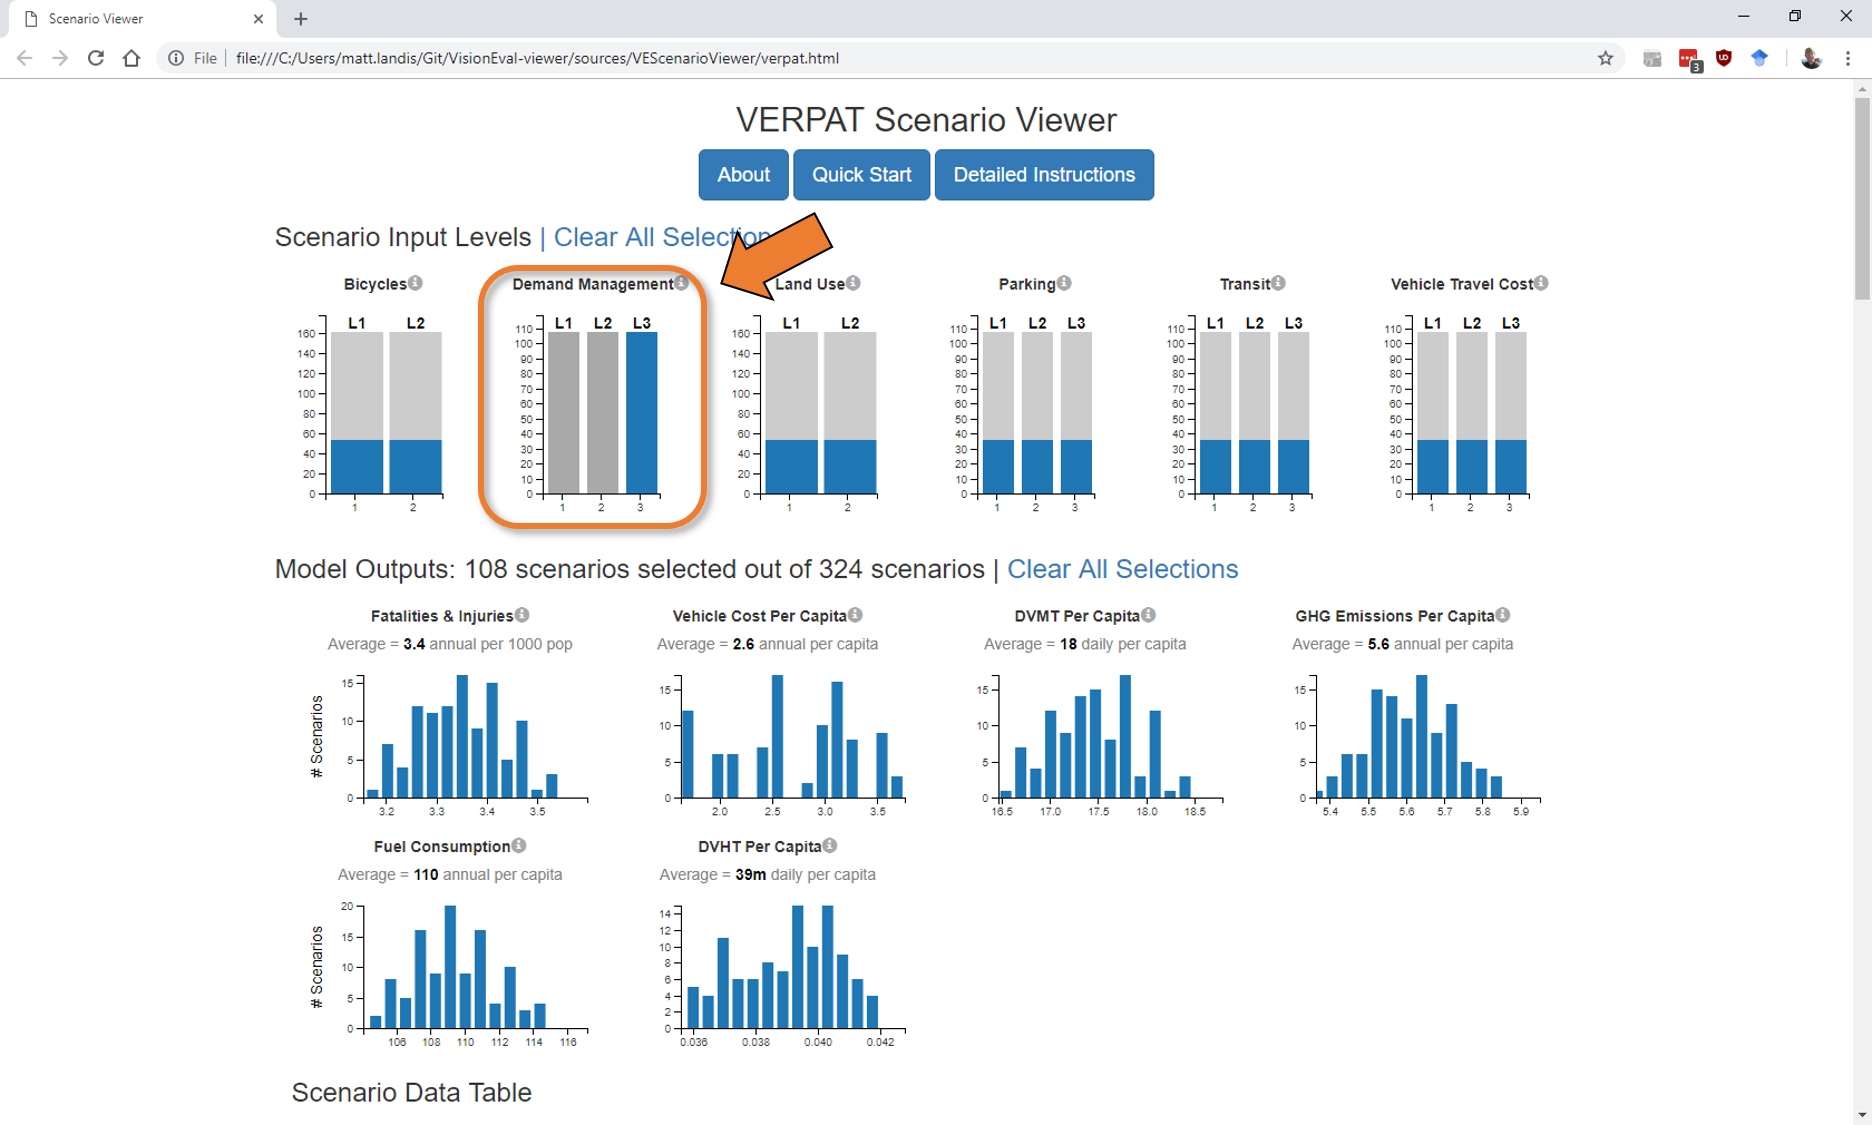 Scenario Viewer
File | file:///C:/Users/matt.landis/Git/VisionEval-viewer/sources/VEScenarioViewer/verpat.html
3
VERPAT Scenario Viewer
About Quick Start Detailed Instructions
Scenario Input Levels | Clear All Selection
Bicycles Demand Management Land Use Parking Transit Vehicle Travel Cost
L1 L2
160
140
120
100
80
60
40
20
0
1 2
L1 L2 L3
110
100
90
80
70
60
50
40
30
20
10
0
1 2 3
L1 L2
160
140
120
100
80
60
40
20
0
1 2
L1 L2 L3
110
100
90
80
70
60
50
40
30
20
10
0
1 2 3
L1 L2 L3
110
100
90
80
70
60
50
40
30
20
10
0
1 2 3
L1 L2 L3
110
100
90
80
70
60
50
40
30
20
10
0
1 2 3
Model Outputs: 108 scenarios selected out of 324 scenarios | Clear All Selections
Fatalities & Injuries
Average = 3.4 annual per 1000 pop
# Scenarios
15
10
5
0
3.2 3.3 3.4 3.5
Vehicle Cost Per Capita
Average = 2.6 annual per capita
15
10
5
0
2.0 2.5 3.0 3.5
DVMT Per Capita
Average = 18 daily per capita
15
10
5
0
16.5 17.0 17.5 18.0 18.5
GHG Emissions Per Capita
Average = 5.6 annual per capita
15
10
5
0
5.4 5.5 5.6 5.7 5.8 5.9
Fuel Consumption
Average = 110 annual per capita
# Scenarios
20
15
10
5
0
106 108 110 112 114 116
DVHT Per Capita
Average = 39m daily per capita
14
12
10
8
6
4
2
0
0.036 0.038 0.040 0.042
Scenario Data Table